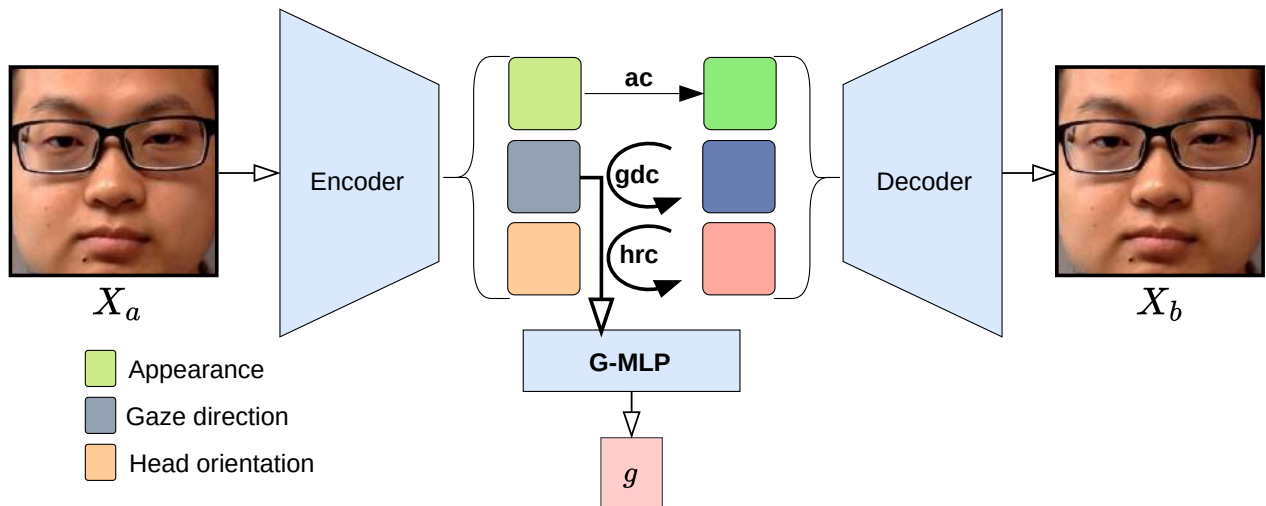 ac
Encoder
gdc
Decoder
hrc
X_a
X_b
G-MLP
Appearance
Gaze direction
Head orientation
g